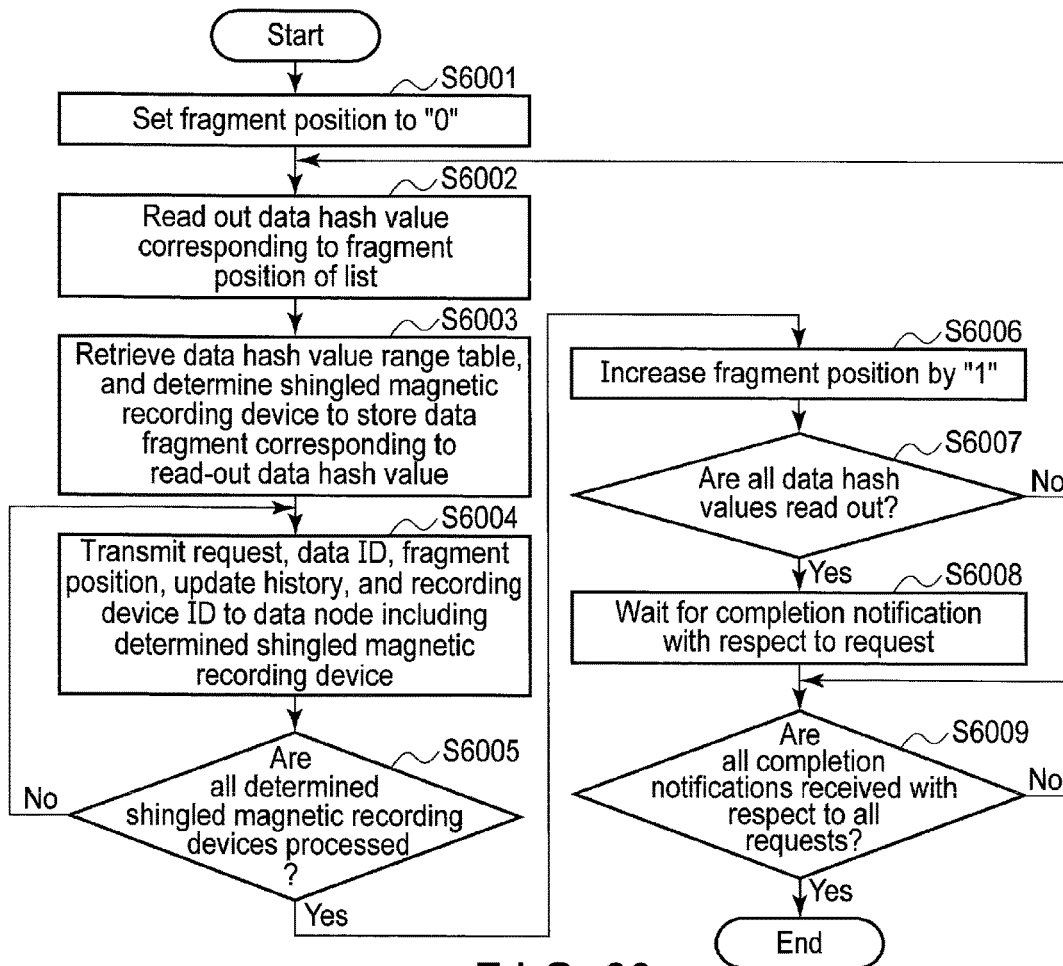 Start
S6001
Set fragment position to "0"
S6002
Read out data hash value
corresponding to fragment
position of list
S6003
Retrieve data hash value range table,
and determine shingled magnetic
recording device to store data
fragment corresponding to
read-out data hash value
S6004
Transmit request, data ID, fragment
position, update history, and recording
device ID to data node including
determined shingled magnetic
recording device
S6005
Are
all determined
shingled magnetic recording
devices processed
?
No
Yes
S6006
Increase fragment position by "1"
S6007
Are all data hash
values read out?
No
Yes
S6008
Wait for completion notification
with respect to request
S6009
Are
all completion
notifications received with
respect to all
requests?
No
Yes
End
F I G.